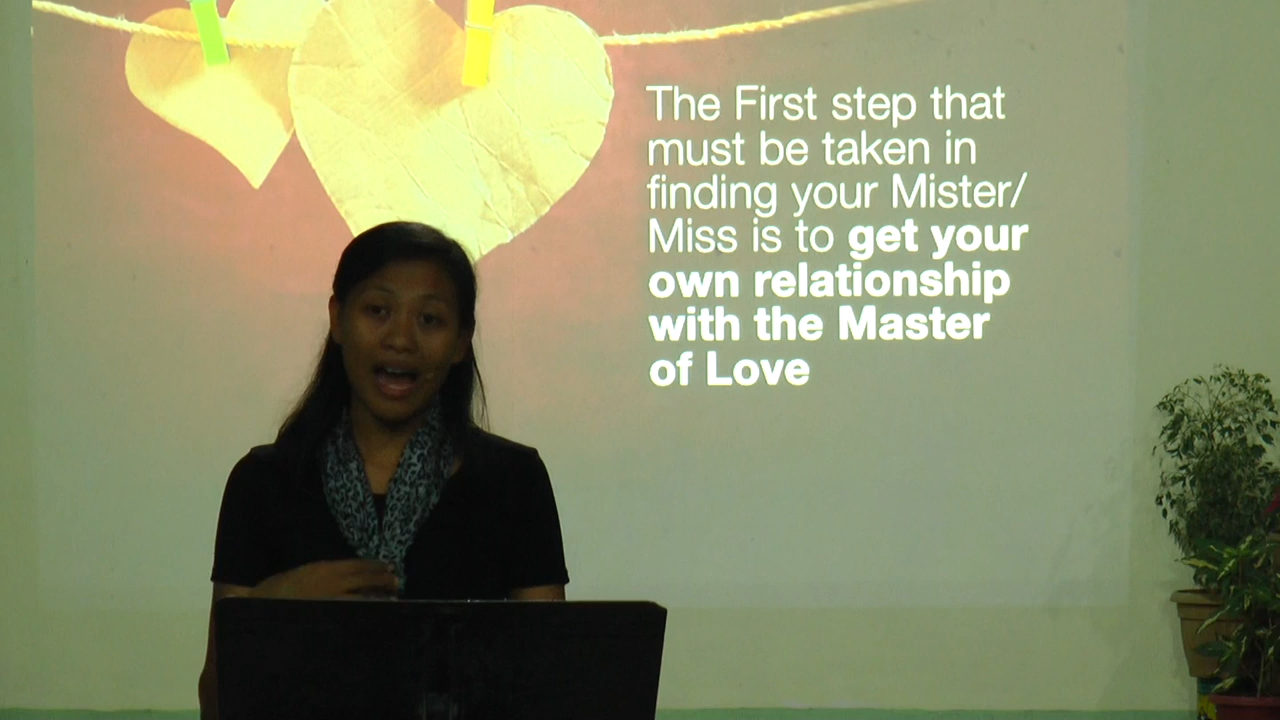 The First step that
must be taken in
finding your Mister/
Miss is to get your
own relationship
with the Master
of Love